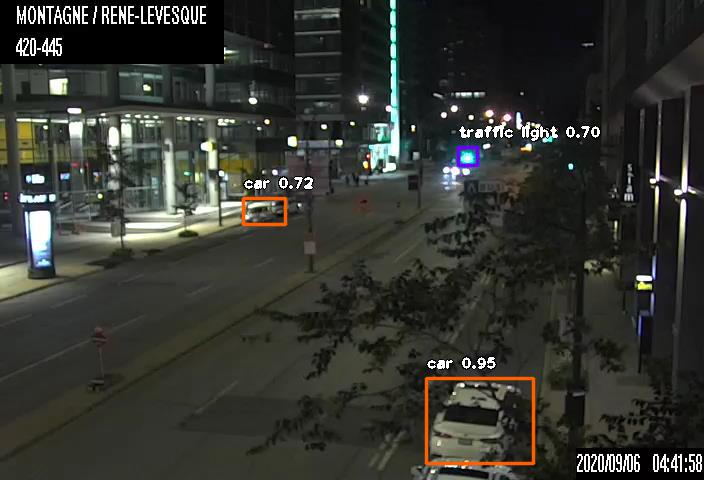 MONTAGNE / RENE-LEVESQUE
420-445
traffic light 0.70
car 0.72
car 0.95
2020/09/06 04:41:58